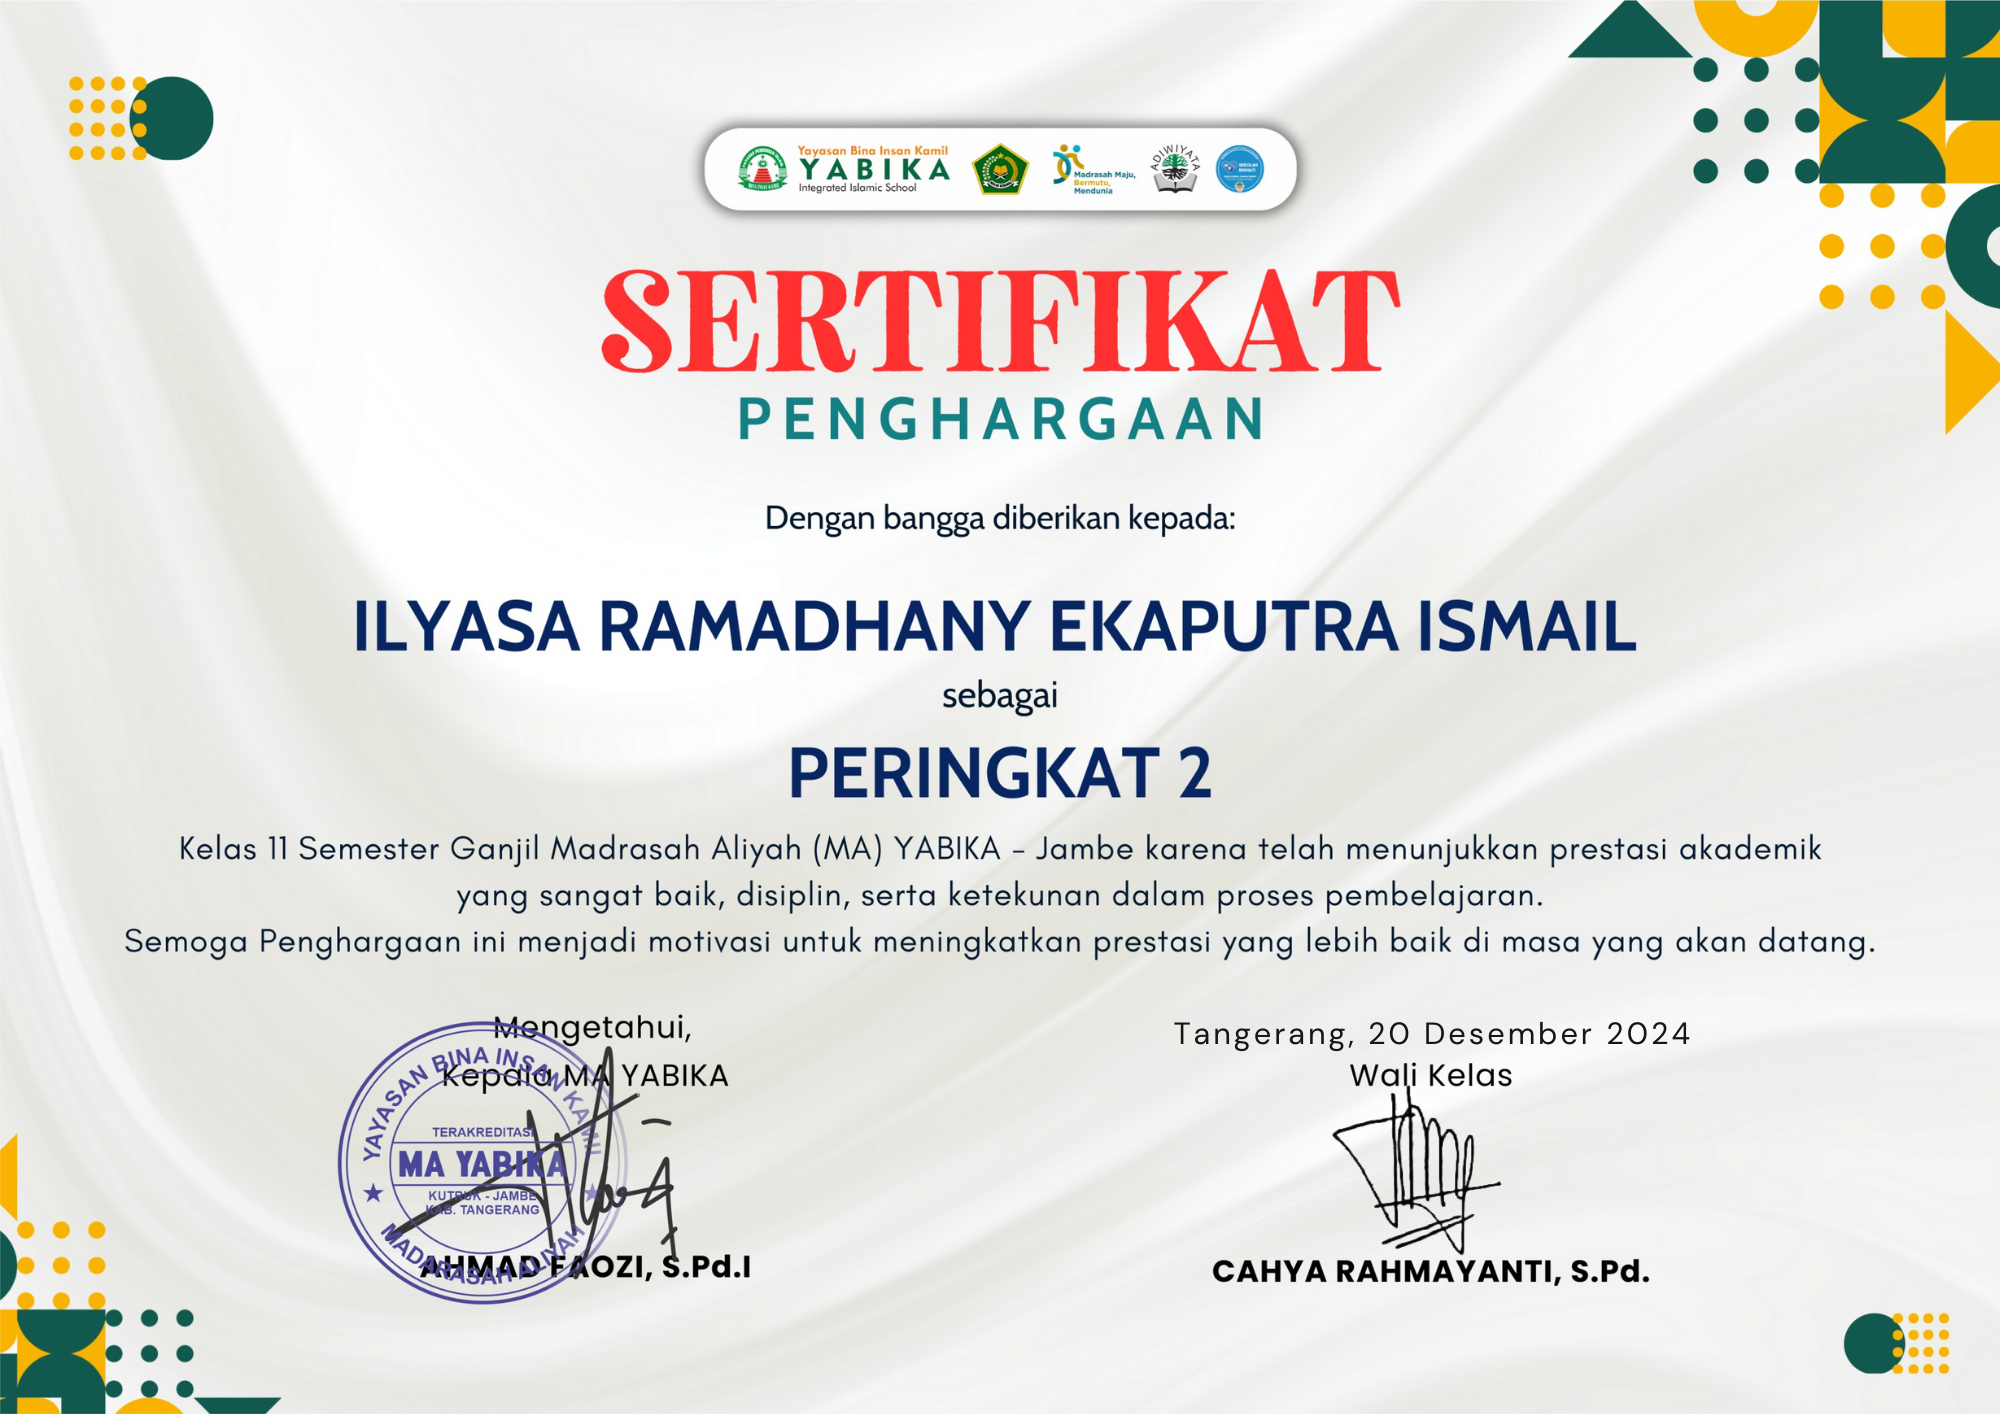 Yayasan Bina Insan Kamil
YABIKA
Integrated Islamic School
Madrasah Maju,
Bermutu,
Mendunia
ADIWIYATA
SERTIFIKAT
PENGHARGAAN
Dengan bangga diberikan kepada:
ILYASA RAMADHANY EKAPUTRA ISMAIL
sebagai
PERINGKAT 2
Kelas 11 Semester Ganjil Madrasah Aliyah (MA) YABIKA - Jambe karena telah menunjukkan prestasi akademik
yang sangat baik, disiplin, serta ketekunan dalam proses pembelajaran.
Semoga Penghargaan ini menjadi motivasi untuk meningkatkan prestasi yang lebih baik di masa yang akan datang.
Mengetahui,
Kepala MA YABIKA
YAYASAN BINA INSAN KAMIL
TERAKREDITASI
MA YABIKA
KUTRUK - JAMBE
KAB. TANGERANG
MADARASAH ALIYAH
AHMAD FAOZI, S.Pd.I
Tangerang, 20 Desember 2024
Wali Kelas
CAHYA RAHMAYANTI, S.Pd.